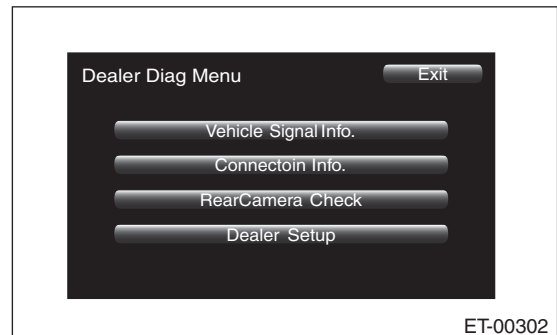 Dealer Diag Menu
Exit
Vehicle Signal Info.
Connectoin Info.
RearCamera Check
Dealer Setup
ET-00302